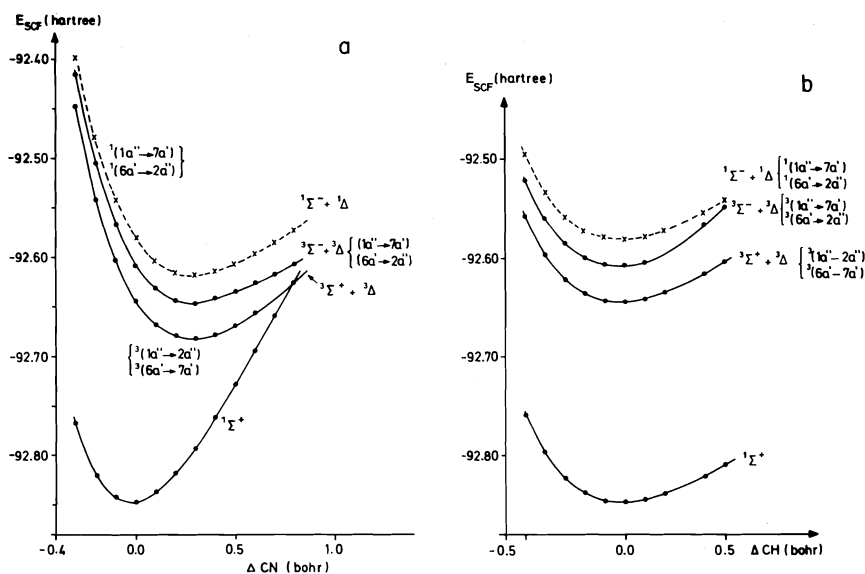 E_SCF (hartree)
a
-92.40
-92.50
-92.60
-92.70
-92.80
¹(1a''→7a')
¹(6a'→2a'')
¹Σ⁻ + ¹Δ
³Σ⁻ + ³Δ { (1a''→7a')
(6a'→2a'')
³Σ⁺ + ³Δ
{ ³(1a''→2a'')
³(6a'→7a')
¹Σ⁺
-0.4
0.0
0.5
1.0
Δ CN (bohr)
E_SCF (hartree)
b
-92.50
-92.60
-92.70
-92.80
¹Σ⁻ + ¹Δ { ¹(1a''→7a')
¹(6a'→2a'')
³Σ⁻ + ³Δ { ³(1a''→7a')
³(6a'→2a'')
³Σ⁺ + ³Δ { ³(1a''-2a'')
³(6a'-7a')
¹Σ⁺
-0.5
0.0
0.5
Δ CH (bohr)